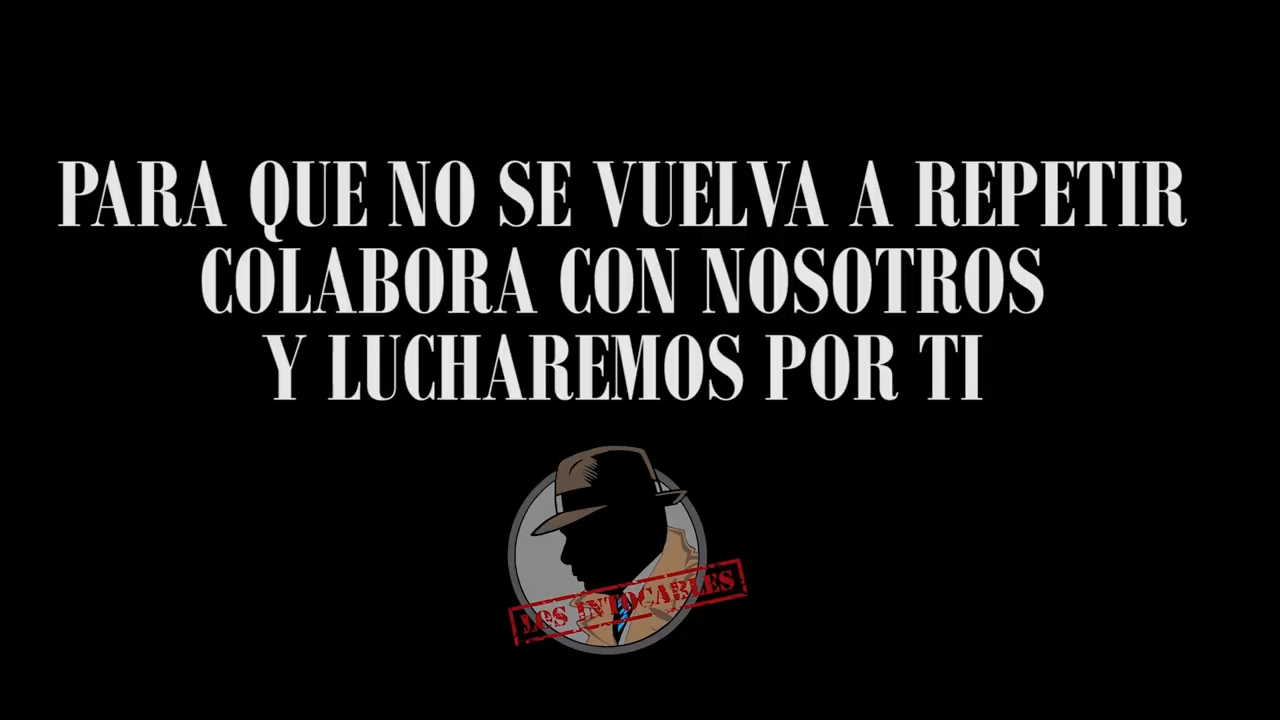 PARA QUE NO SE VUELVA A REPETIR
COLABORA CON NOSOTROS
Y LUCHAREMOS POR TI
LOS INTOCABLES